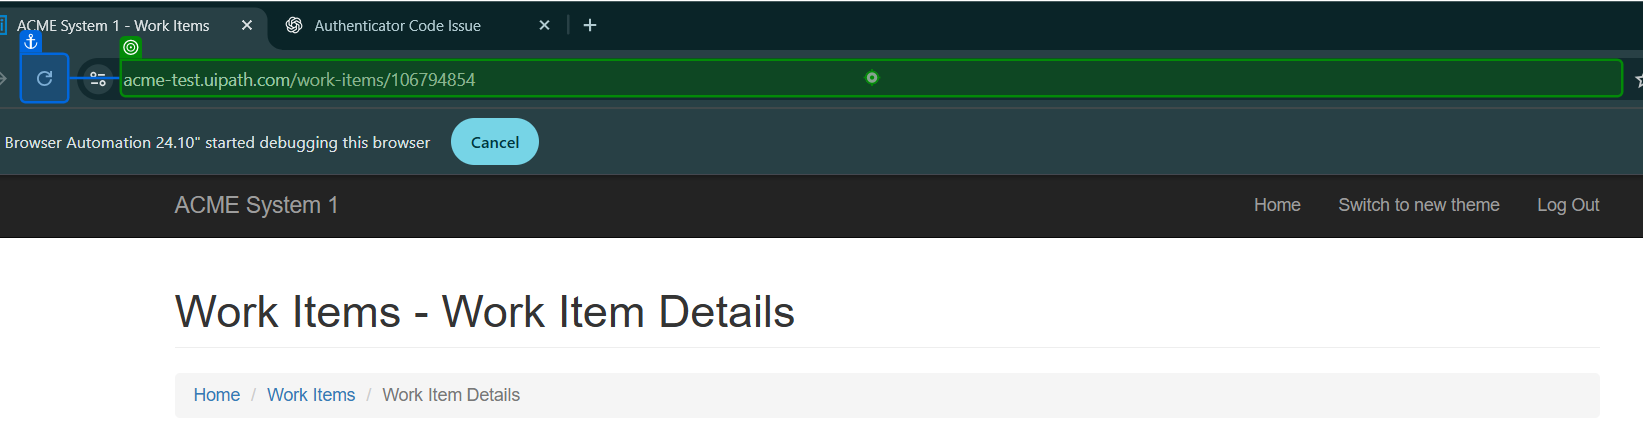 ACME System 1 - Work Items
Authenticator Code Issue
acme-test.uipath.com/work-items/106794854
Browser Automation 24.10" started debugging this browser
Cancel
ACME System 1
Home
Switch to new theme
Log Out
Work Items - Work Item Details
Home / Work Items / Work Item Details